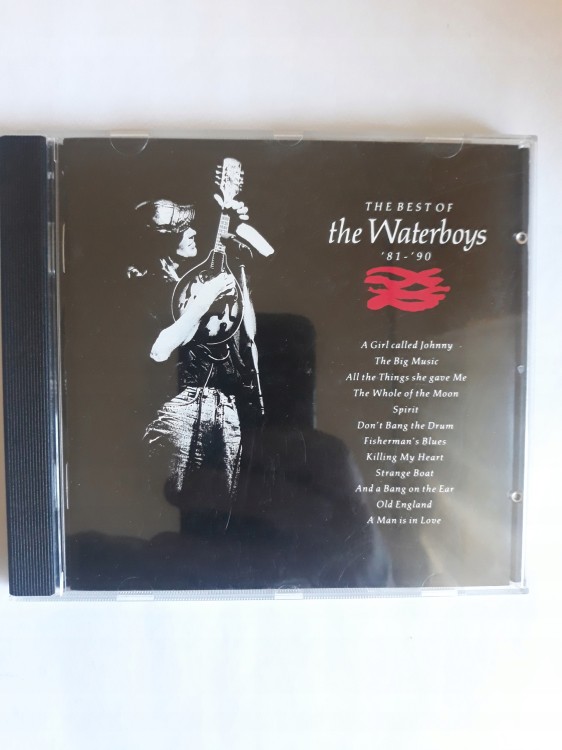 THE BEST OF
the Waterboys
'81-'90
A Girl called Johnny
The Big Music
All the Things she gave Me
The Whole of the Moon
Spirit
Don't Bang the Drum
Fisherman's Blues
Killing My Heart
Strange Boat
And a Bang on the Ear
Old England
A Man is in Love